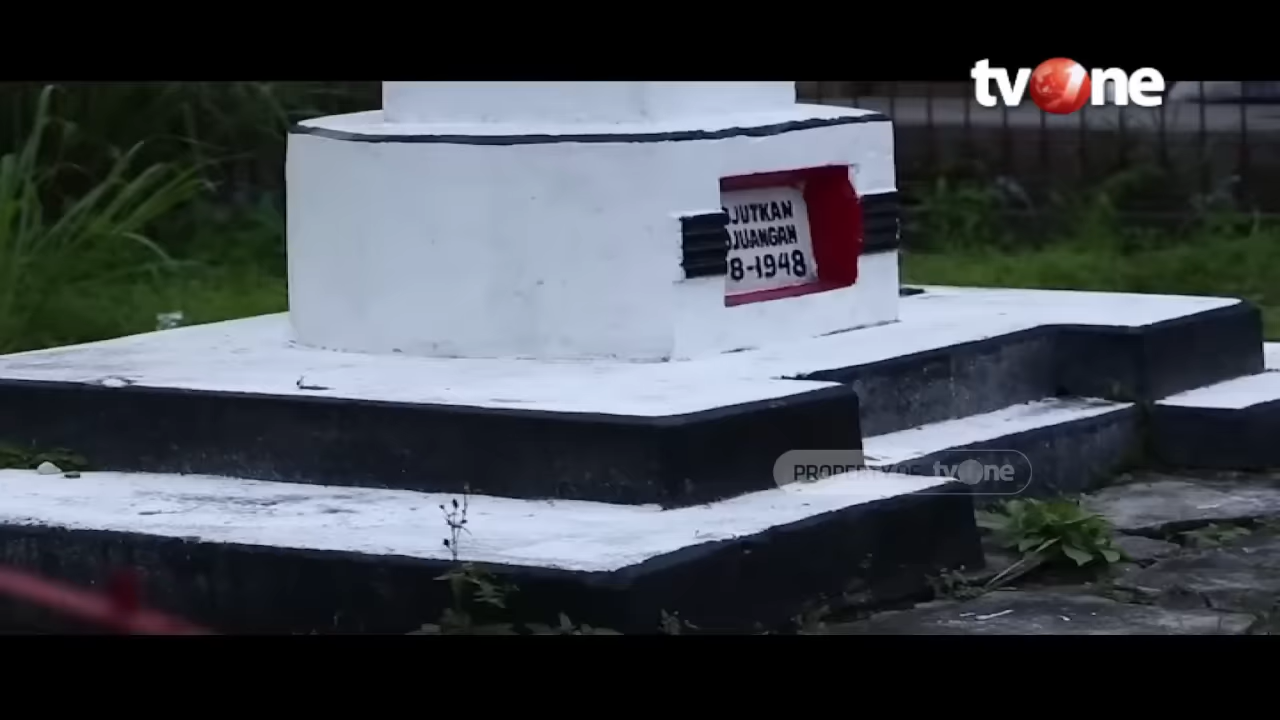 tvOne
JUTKAN
JUANGAN
8-1948
PROPERTY OF tvOne